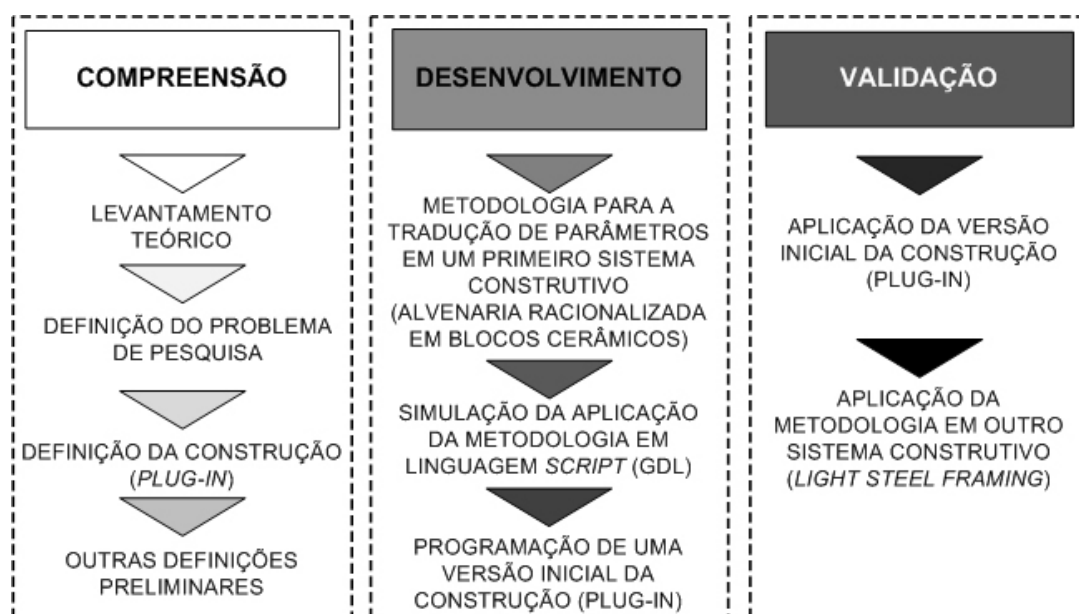 COMPREENSÃO
LEVANTAMENTO
TEÓRICO
DEFINIÇÃO DO PROBLEMA
DE PESQUISA
DEFINIÇÃO DA CONSTRUÇÃO
(PLUG-IN)
OUTRAS DEFINIÇÕES
PRELIMINARES
DESENVOLVIMENTO
METODOLOGIA PARA A
TRADUÇÃO DE PARÂMETROS
EM UM PRIMEIRO SISTEMA
CONSTRUTIVO
(ALVENARIA RACIONALIZADA
EM BLOCOS CERÂMICOS)
SIMULAÇÃO DA APLICAÇÃO
DA METODOLOGIA EM
LINGUAGEM SCRIPT (GDL)
PROGRAMAÇÃO DE UMA
VERSÃO INICIAL DA
CONSTRUÇÃO (PLUG-IN)
VALIDAÇÃO
APLICAÇÃO DA VERSÃO
INICIAL DA CONSTRUÇÃO
(PLUG-IN)
APLICAÇÃO DA
METODOLOGIA EM OUTRO
SISTEMA CONSTRUTIVO
(LIGHT STEEL FRAMING)